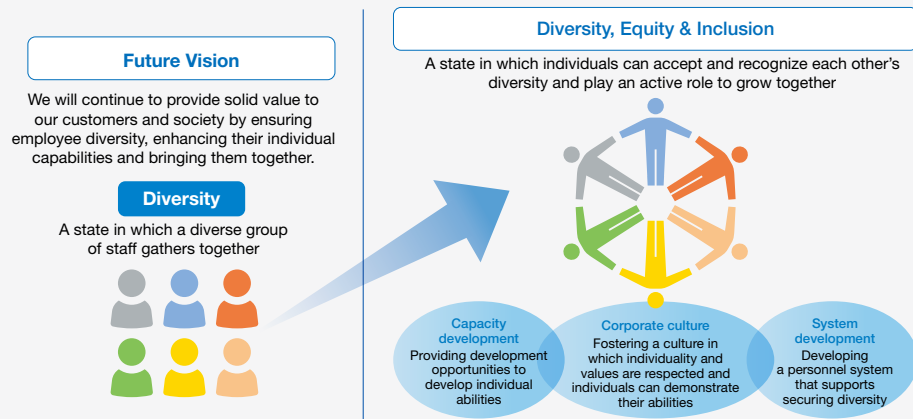 Future Vision
We will continue to provide solid value to
our customers and society by ensuring
employee diversity, enhancing their individual
capabilities and bringing them together.
Diversity
A state in which a diverse group
of staff gathers together
Diversity, Equity & Inclusion
A state in which individuals can accept and recognize each other’s
diversity and play an active role to grow together
Capacity
development
Providing development
opportunities to
develop individual
abilities
Corporate culture
Fostering a culture in
which individuality and
values are respected and
individuals can demonstrate
their abilities
System
development
Developing
a personnel system
that supports
securing diversity